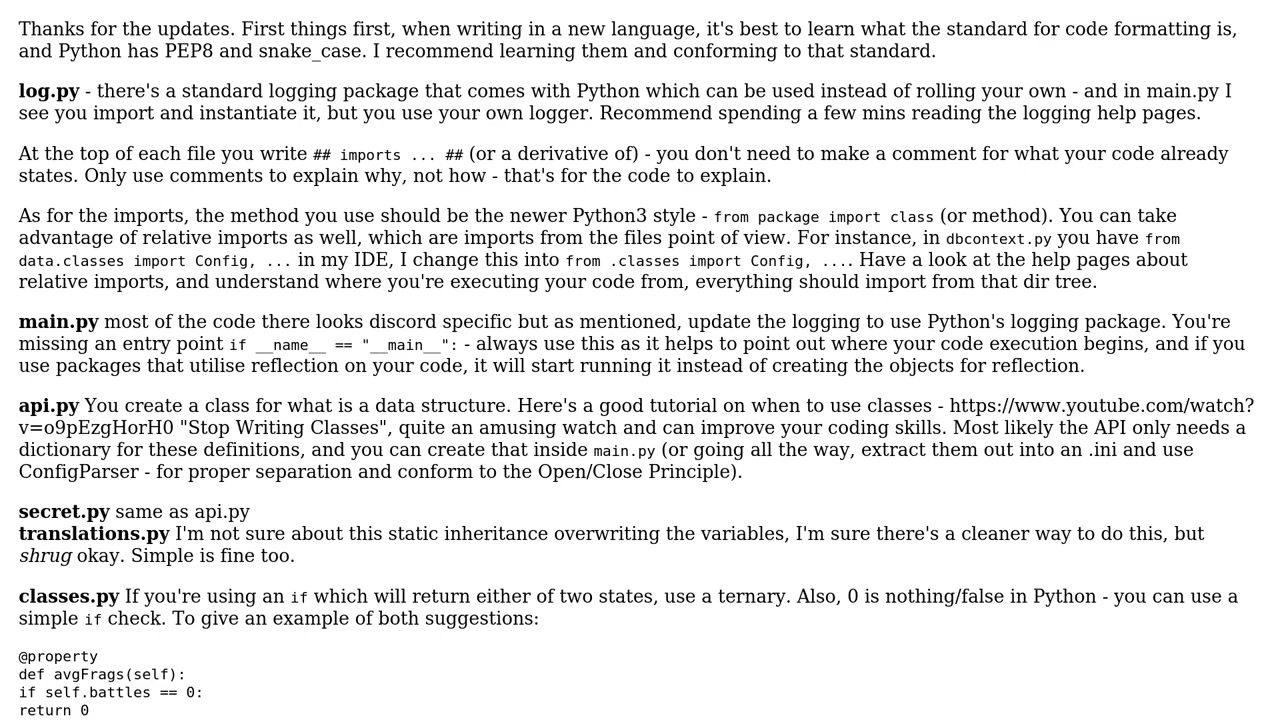 Thanks for the updates. First things first, when writing in a new language, it's best to learn what the standard for code formatting is,
and Python has PEP8 and snake_case. I recommend learning them and conforming to that standard.
log.py - there's a standard logging package that comes with Python which can be used instead of rolling your own - and in main.py I
see you import and instantiate it, but you use your own logger. Recommend spending a few mins reading the logging help pages.
At the top of each file you write ## imports ... ## (or a derivative of) - you don't need to make a comment for what your code already
states. Only use comments to explain why, not how - that's for the code to explain.
As for the imports, the method you use should be the newer Python3 style - from package import class (or method). You can take
advantage of relative imports as well, which are imports from the files point of view. For instance, in dbcontext.py you have from
data.classes import Config, ... in my IDE, I change this into from .classes import Config, .... Have a look at the help pages about
relative imports, and understand where you're executing your code from, everything should import from that dir tree.
main.py most of the code there looks discord specific but as mentioned, update the logging to use Python's logging package. You're
missing an entry point if __name__ == "__main__": - always use this as it helps to point out where your code execution begins, and if you
use packages that utilise reflection on your code, it will start running it instead of creating the objects for reflection.
api.py You create a class for what is a data structure. Here's a good tutorial on when to use classes - https://www.youtube.com/watch?
v=o9pEzgHorH0 "Stop Writing Classes", quite an amusing watch and can improve your coding skills. Most likely the API only needs a
dictionary for these definitions, and you can create that inside main.py (or going all the way, extract them out into an .ini and use
ConfigParser - for proper separation and conform to the Open/Close Principle).
secret.py same as api.py
translations.py I'm not sure about this static inheritance overwriting the variables, I'm sure there's a cleaner way to do this, but
shrug okay. Simple is fine too.
classes.py If you're using an if which will return either of two states, use a ternary. Also, 0 is nothing/false in Python - you can use a
simple if check. To give an example of both suggestions:
@property
def avgFrags(self):
if self.battles == 0:
return 0